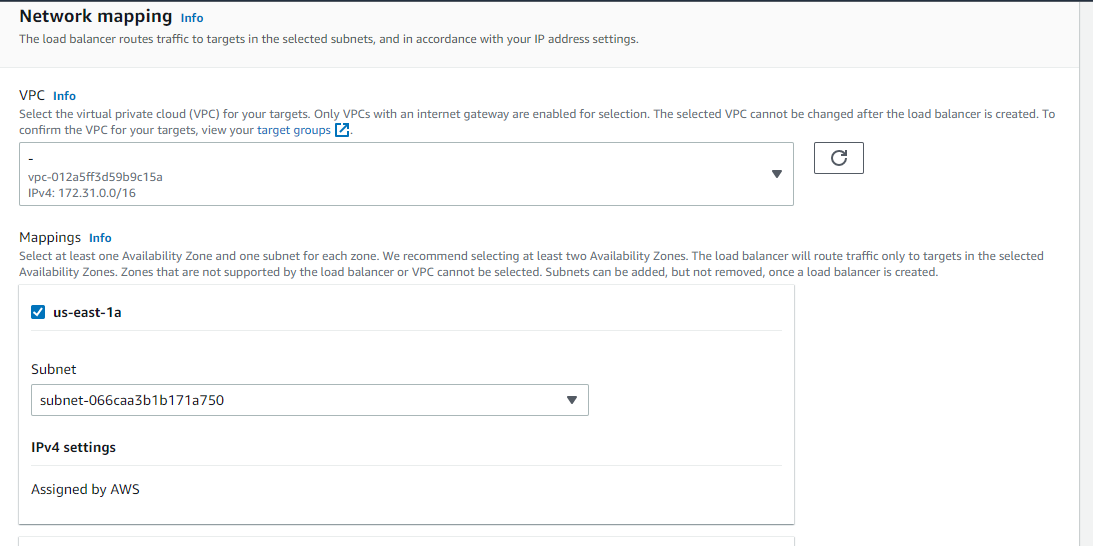 Network mapping Info
The load balancer routes traffic to targets in the selected subnets, and in accordance with your IP address settings.
VPC Info
Select the virtual private cloud (VPC) for your targets. Only VPCs with an internet gateway are enabled for selection. The selected VPC cannot be changed after the load balancer is created. To
confirm the VPC for your targets, view your target groups.
-
vpc-012a5ff3d59b9c15a
IPv4: 172.31.0.0/16
Mappings Info
Select at least one Availability Zone and one subnet for each zone. We recommend selecting at least two Availability Zones. The load balancer will route traffic only to targets in the selected
Availability Zones. Zones that are not supported by the load balancer or VPC cannot be selected. Subnets can be added, but not removed, once a load balancer is created.
us-east-1a
Subnet
subnet-066caa3b1b171a750
IPv4 settings
Assigned by AWS